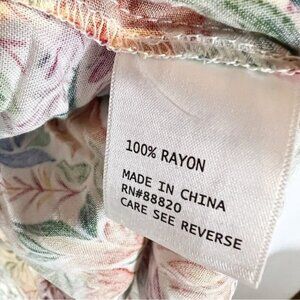 100% RAYON
MADE IN CHINA
RN#88820
CARE SEE REVERSE